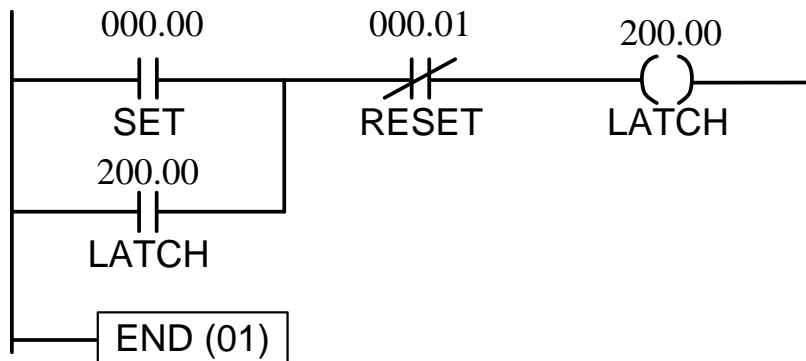 000.00 000.01 200.00
SET RESET LATCH
200.00
LATCH
END (01)